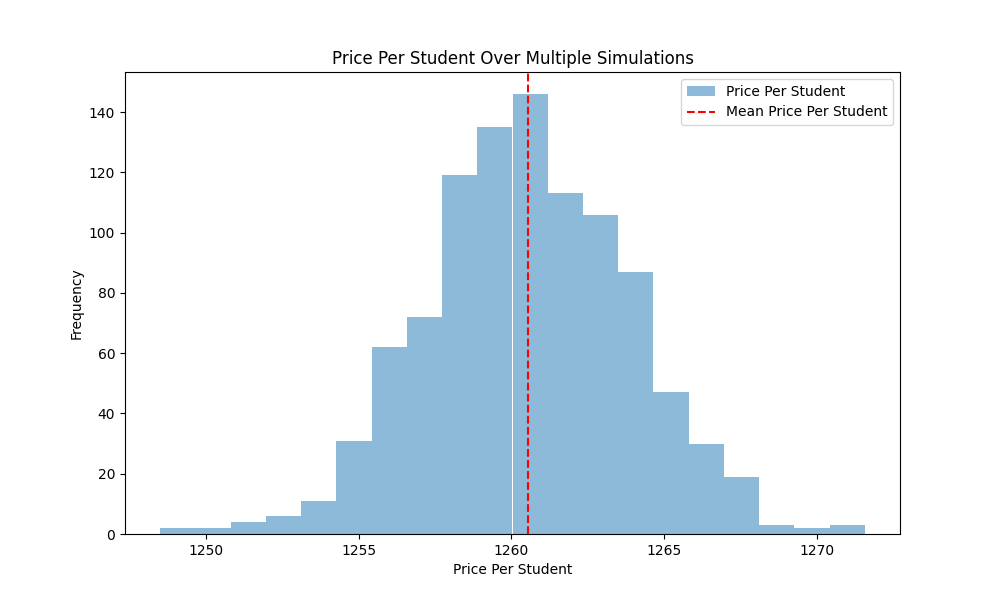 Price Per Student Over Multiple Simulations
Price Per Student
Mean Price Per Student
140
120
100
80
60
40
20
0
Frequency
1250
1255
1260
1265
1270
Price Per Student